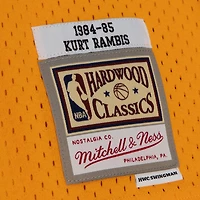 1984-85
KURT RAMBIS
NBA
HARDWOOD
CLASSICS
NOSTALGIA CO.
Mitchell & Ness
PHILADELPHIA, PA.
HWC SWINGMAN